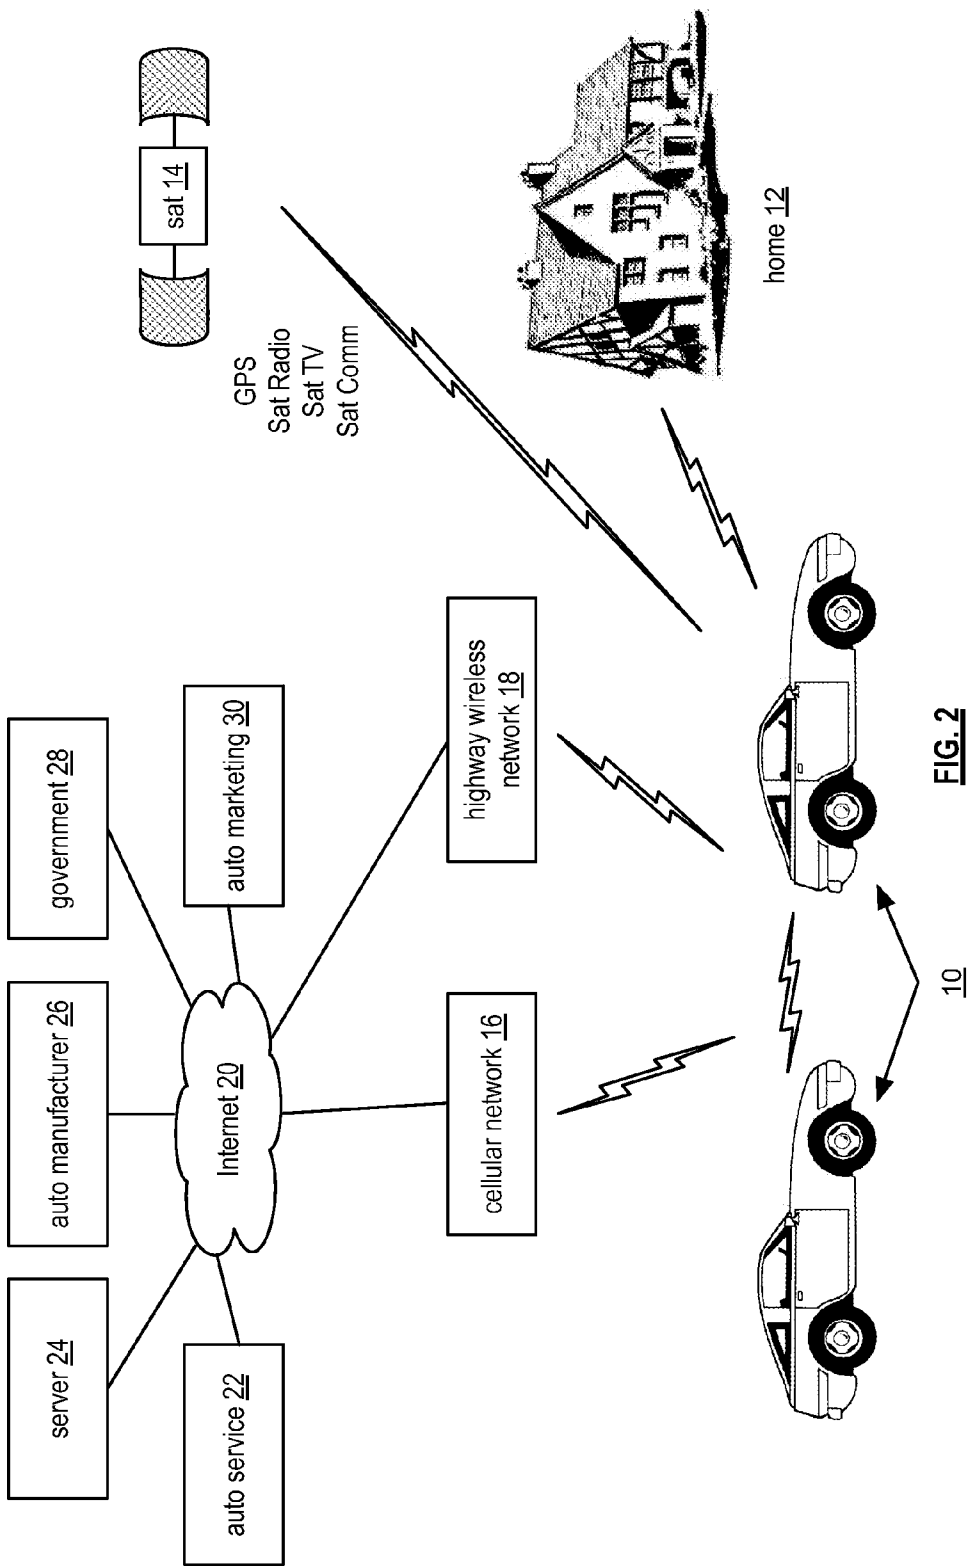 server 24
auto manufacturer 26
government 28
auto service 22
Internet 20
auto marketing 30
sat 14
GPS
Sat Radio
Sat TV
Sat Comm
cellular network 16
highway wireless
network 18
home 12
10
FIG. 2